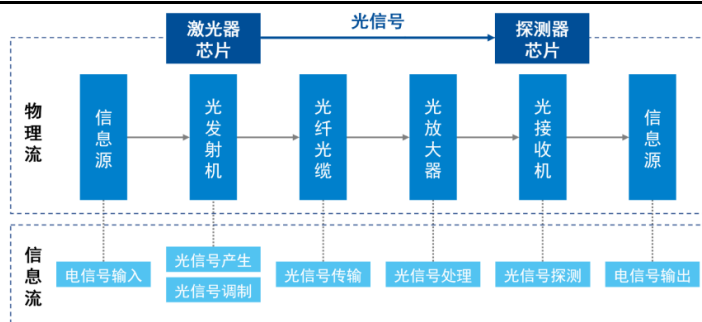 激光器
芯片
光信号
探测器
芯片
物理流
信息源
光发射机
光纤光缆
光放大器
光接收机
信息源
信息流
电信号输入
光信号产生
光信号调制
光信号传输
光信号处理
光信号探测
电信号输出